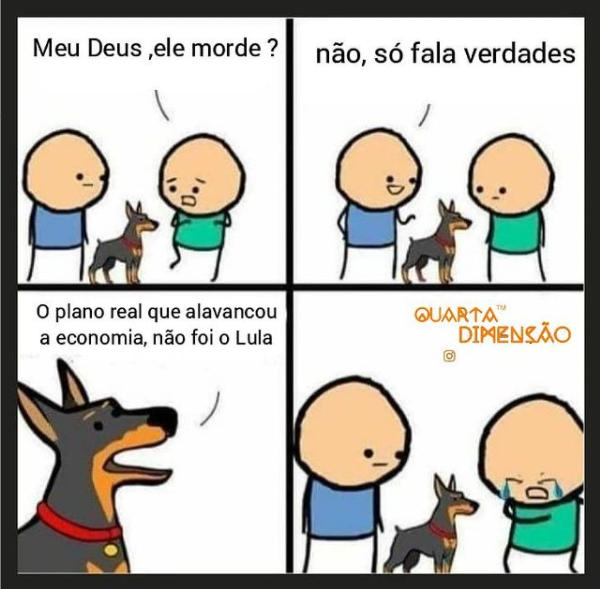 Meu Deus ,ele morde ?
não, só fala verdades
O plano real que alavancou
a economia, não foi o Lula
QUARTA™
DIMENSÃO